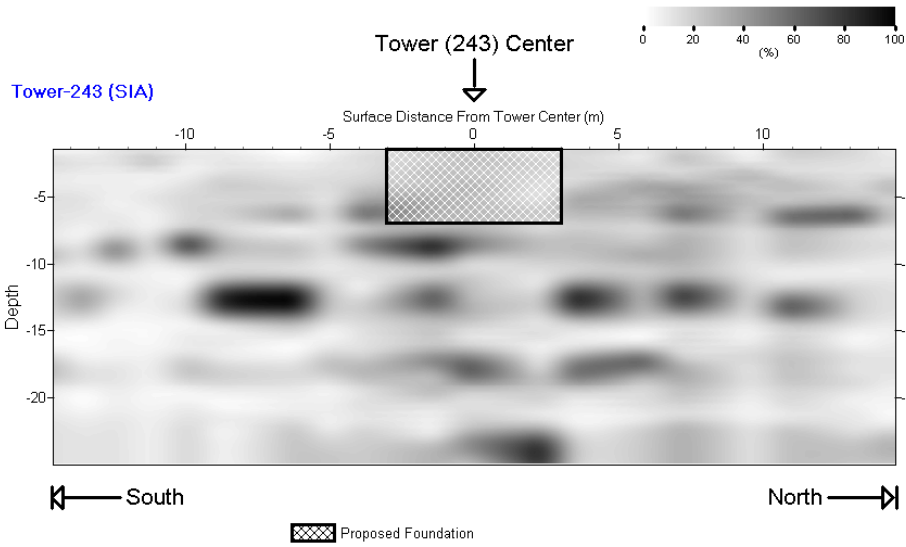 0 20 40 60 80 100
(%)
Tower (243) Center
Tower-243 (SIA)
Surface Distance From Tower Center (m)
-10 -5 0 5 10
-5
-10
-15
-20
Depth
South
North
Proposed Foundation